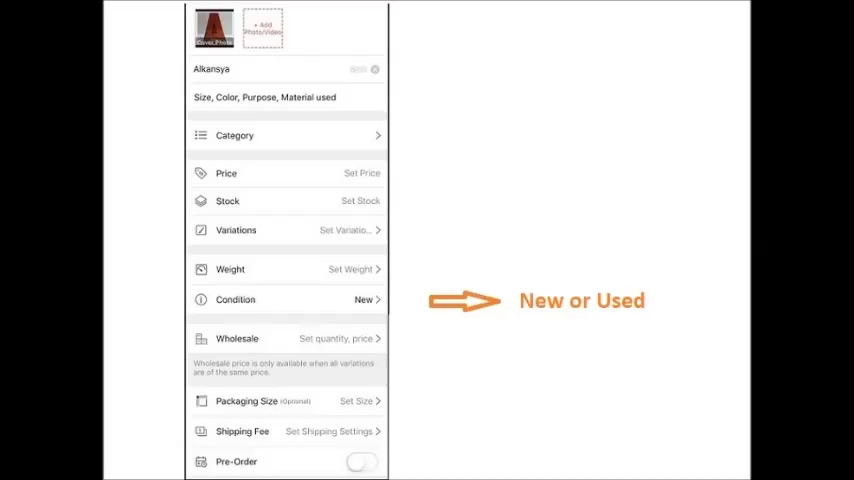 + Add
Photo/Video
Cover Photo
Alkansya
Size, Color, Purpose, Material used
Category
Price Set Price
Stock Set Stock
Variations Set Variatio...
Weight Set Weight
Condition New
New or Used
Wholesale Set quantity, price
Wholesale price is only available when all variations
are of the same price.
Packaging Size (Optional) Set Size
Shipping Fee Set Shipping Settings
Pre-Order